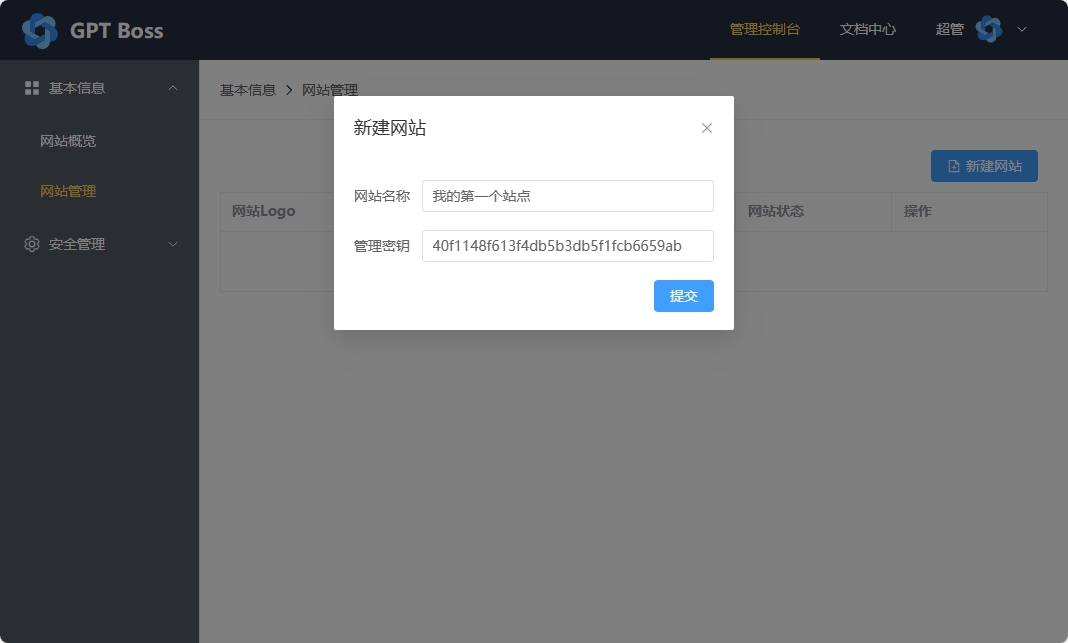 GPT Boss
管理控制台
文档中心
超管
基本信息
网站概览
网站管理
安全管理
基本信息 > 网站管理
新建网站
网站Logo
网站状态
操作
新建网站
网站名称
我的第一个站点
管理密钥
40f1148f613f4db5b3db5f1fcb6659ab
提交